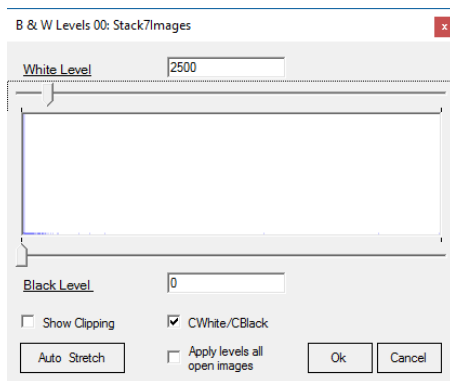 B & W Levels 00: Stack7Images
x
White Level 2500
Black Level 0
Show Clipping CWhite/CBlack
Auto Stretch Apply levels all
open images Ok Cancel